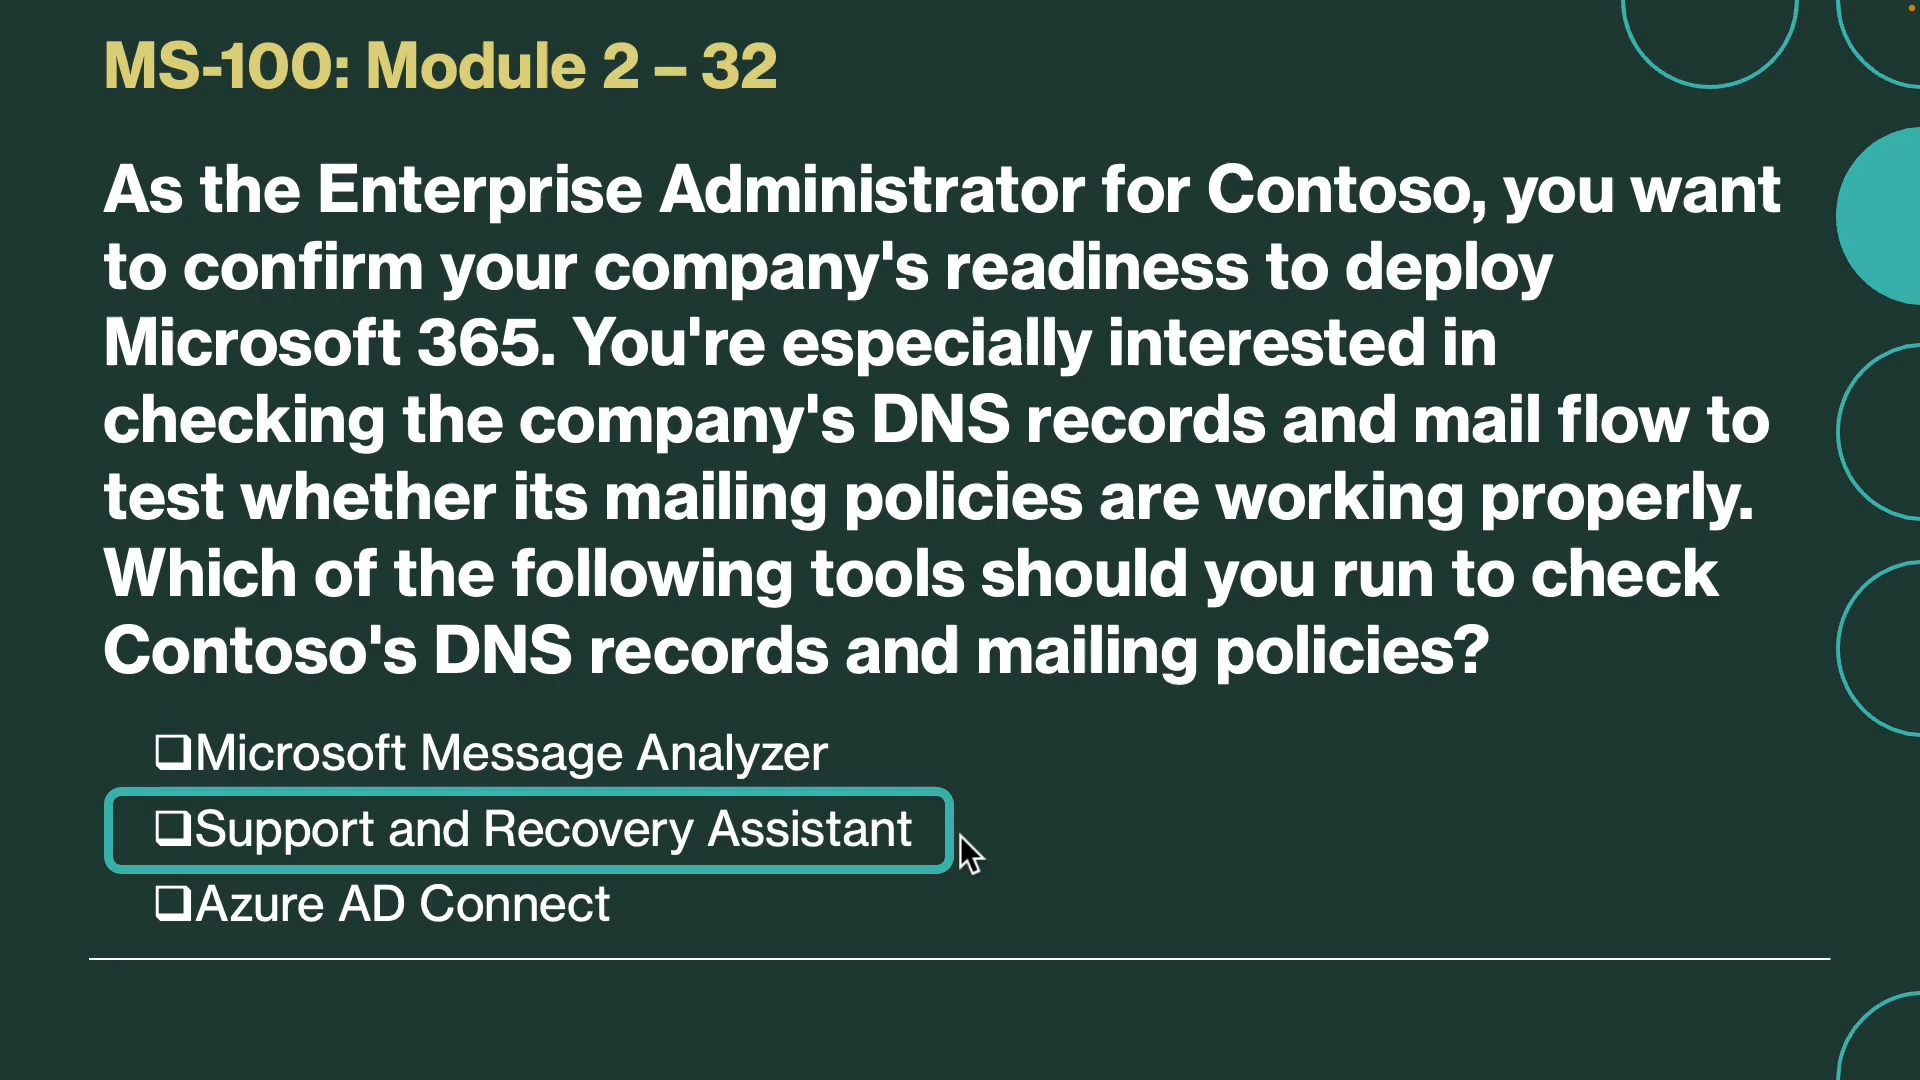 MS-100: Module 2 – 32
As the Enterprise Administrator for Contoso, you want
to confirm your company's readiness to deploy
Microsoft 365. You're especially interested in
checking the company's DNS records and mail flow to
test whether its mailing policies are working properly.
Which of the following tools should you run to check
Contoso's DNS records and mailing policies?
❑Microsoft Message Analyzer
❑Support and Recovery Assistant
❑Azure AD Connect